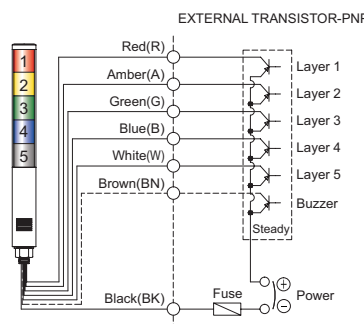 EXTERNAL TRANSISTOR-PNP
Red(R)
Layer 1
Amber(A)
Layer 2
Green(G)
Layer 3
Blue(B)
Layer 4
White(W)
Layer 5
Brown(BN)
Buzzer
Steady
1
2
3
4
5
Black(BK)
Fuse
+
-
Power